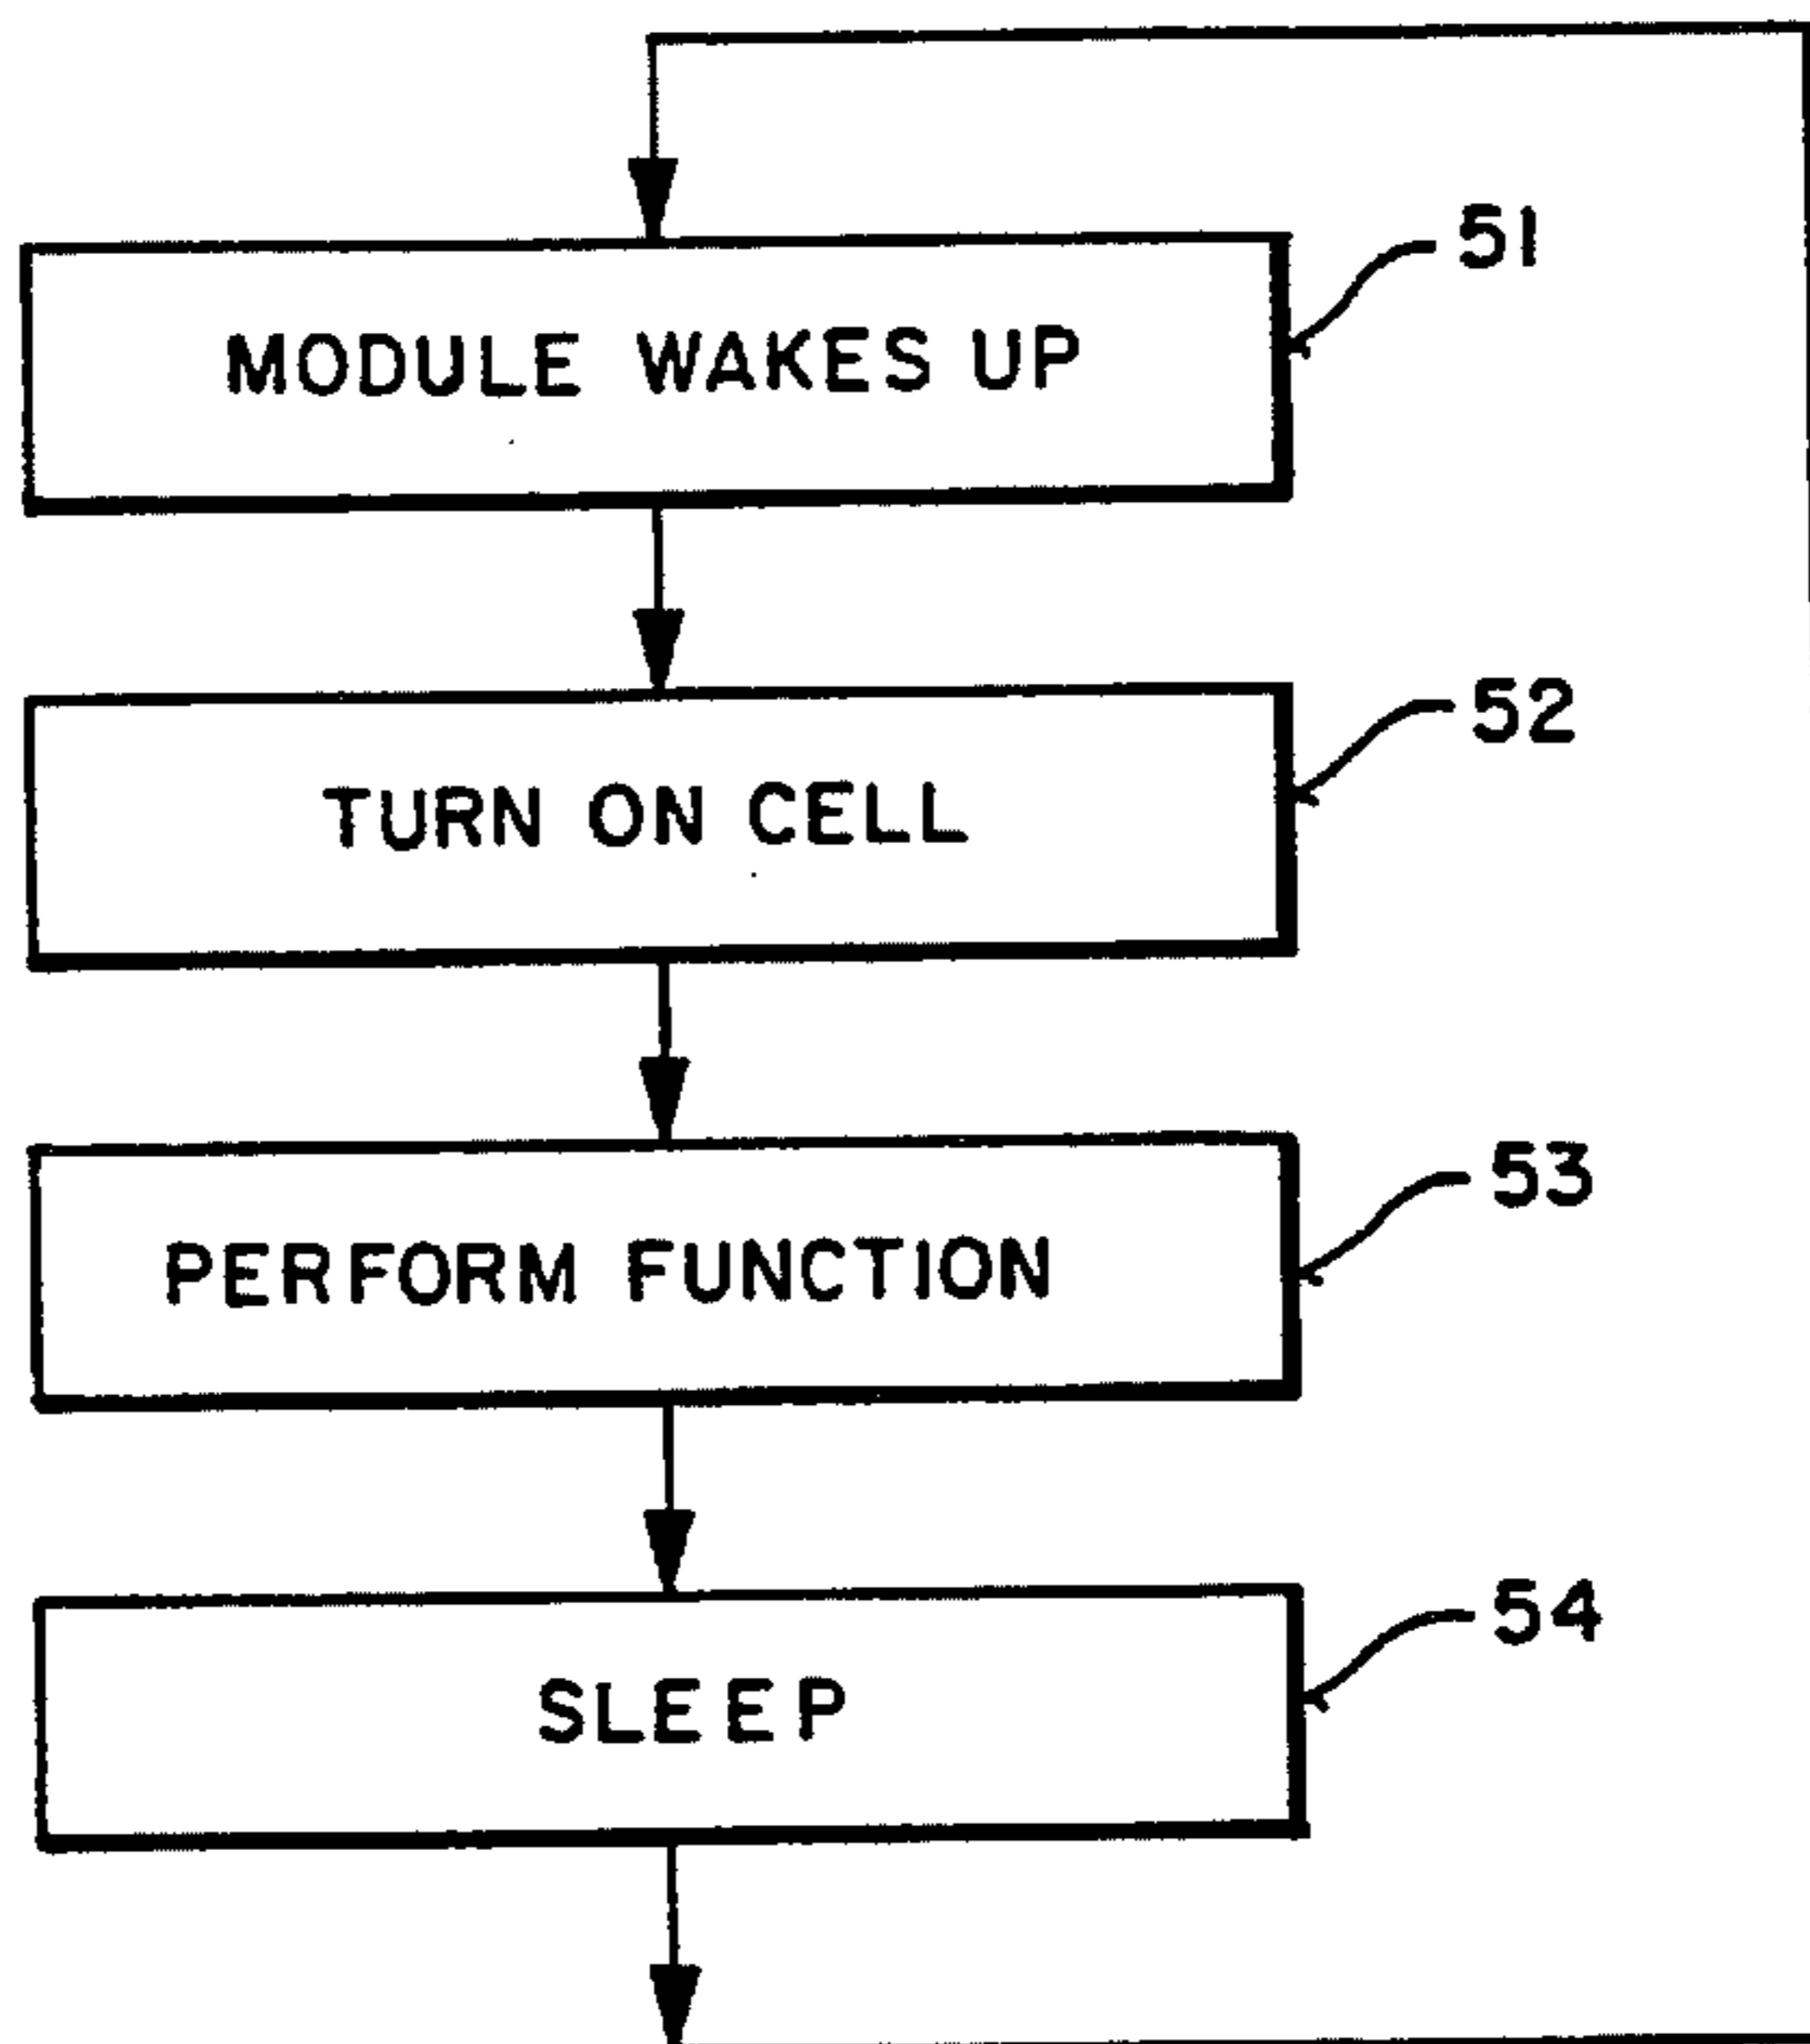 51
MODULE WAKES UP
52
TURN ON CELL
53
PERFORM FUNCTION
54
SLEEP